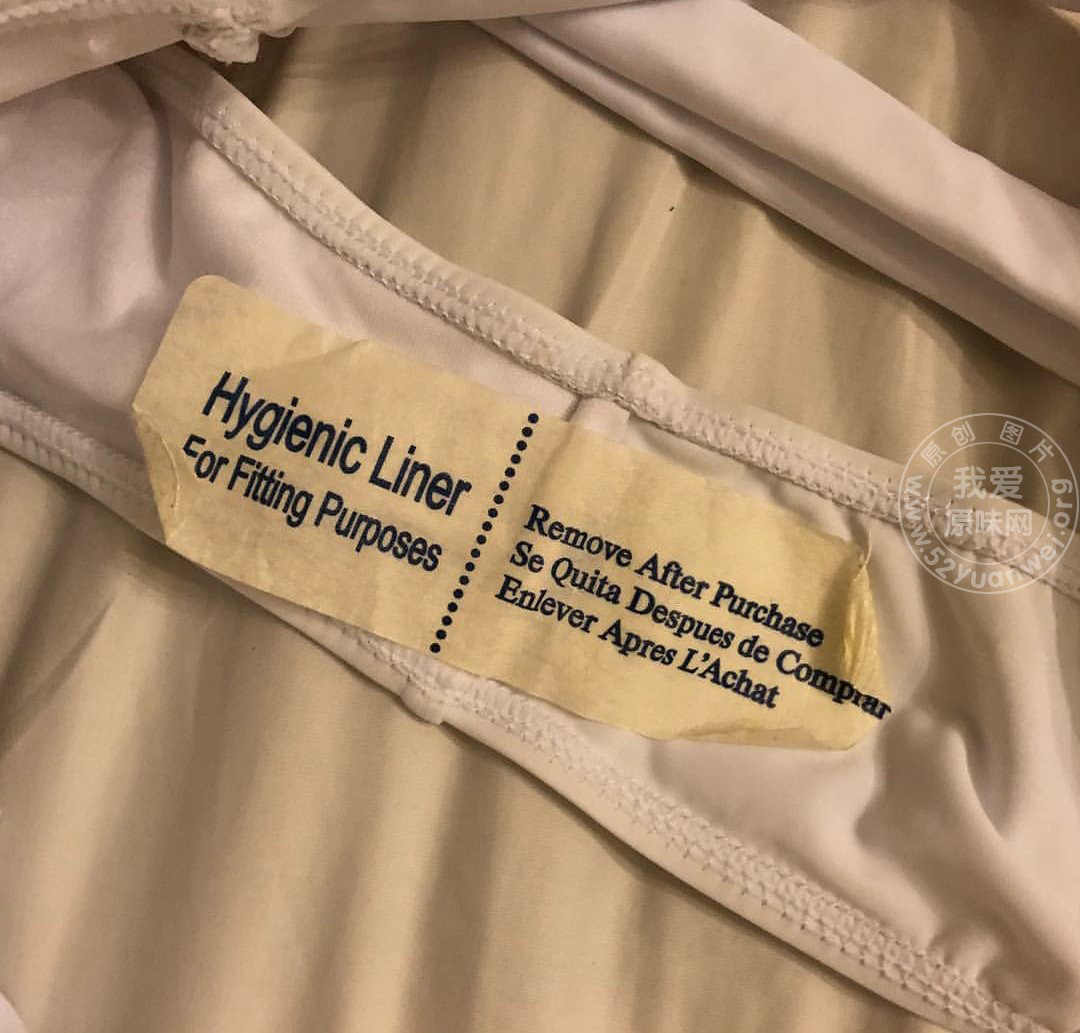 Hygienic Liner
For Fitting Purposes
Remove After Purchase
Se Quita Despues de Comprar
Enlever Apres L'Achat
原创图片
我爱
原味网
www.52yuanwei.org